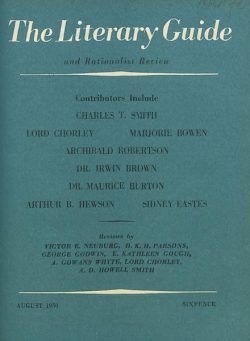 The Literary Guide
and Rationalist Review
Contributors Include
CHARLES T. SMITH
LORD CHORLEY MARJORIE BOWEN
ARCHIBALD ROBERTSON
DR. IRWIN BROWN
DR. MAURICE BURTON
ARTHUR B. HEWSON SIDNEY EASTES
Reviews by
VICTOR E. NEUBURG, D. K. H. PARSONS,
GEORGE GODWIN, E. KATHLEEN GOUGH,
A. GOWANS WHYTE, LORD CHORLEY,
A. D. HOWELL SMITH
AUGUST SIXPENCE